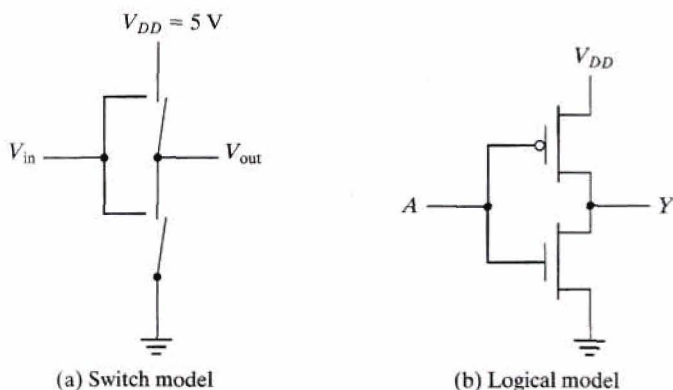 V_DD = 5 V
V_in
V_out
(a) Switch model
V_DD
A
Y
(b) Logical model